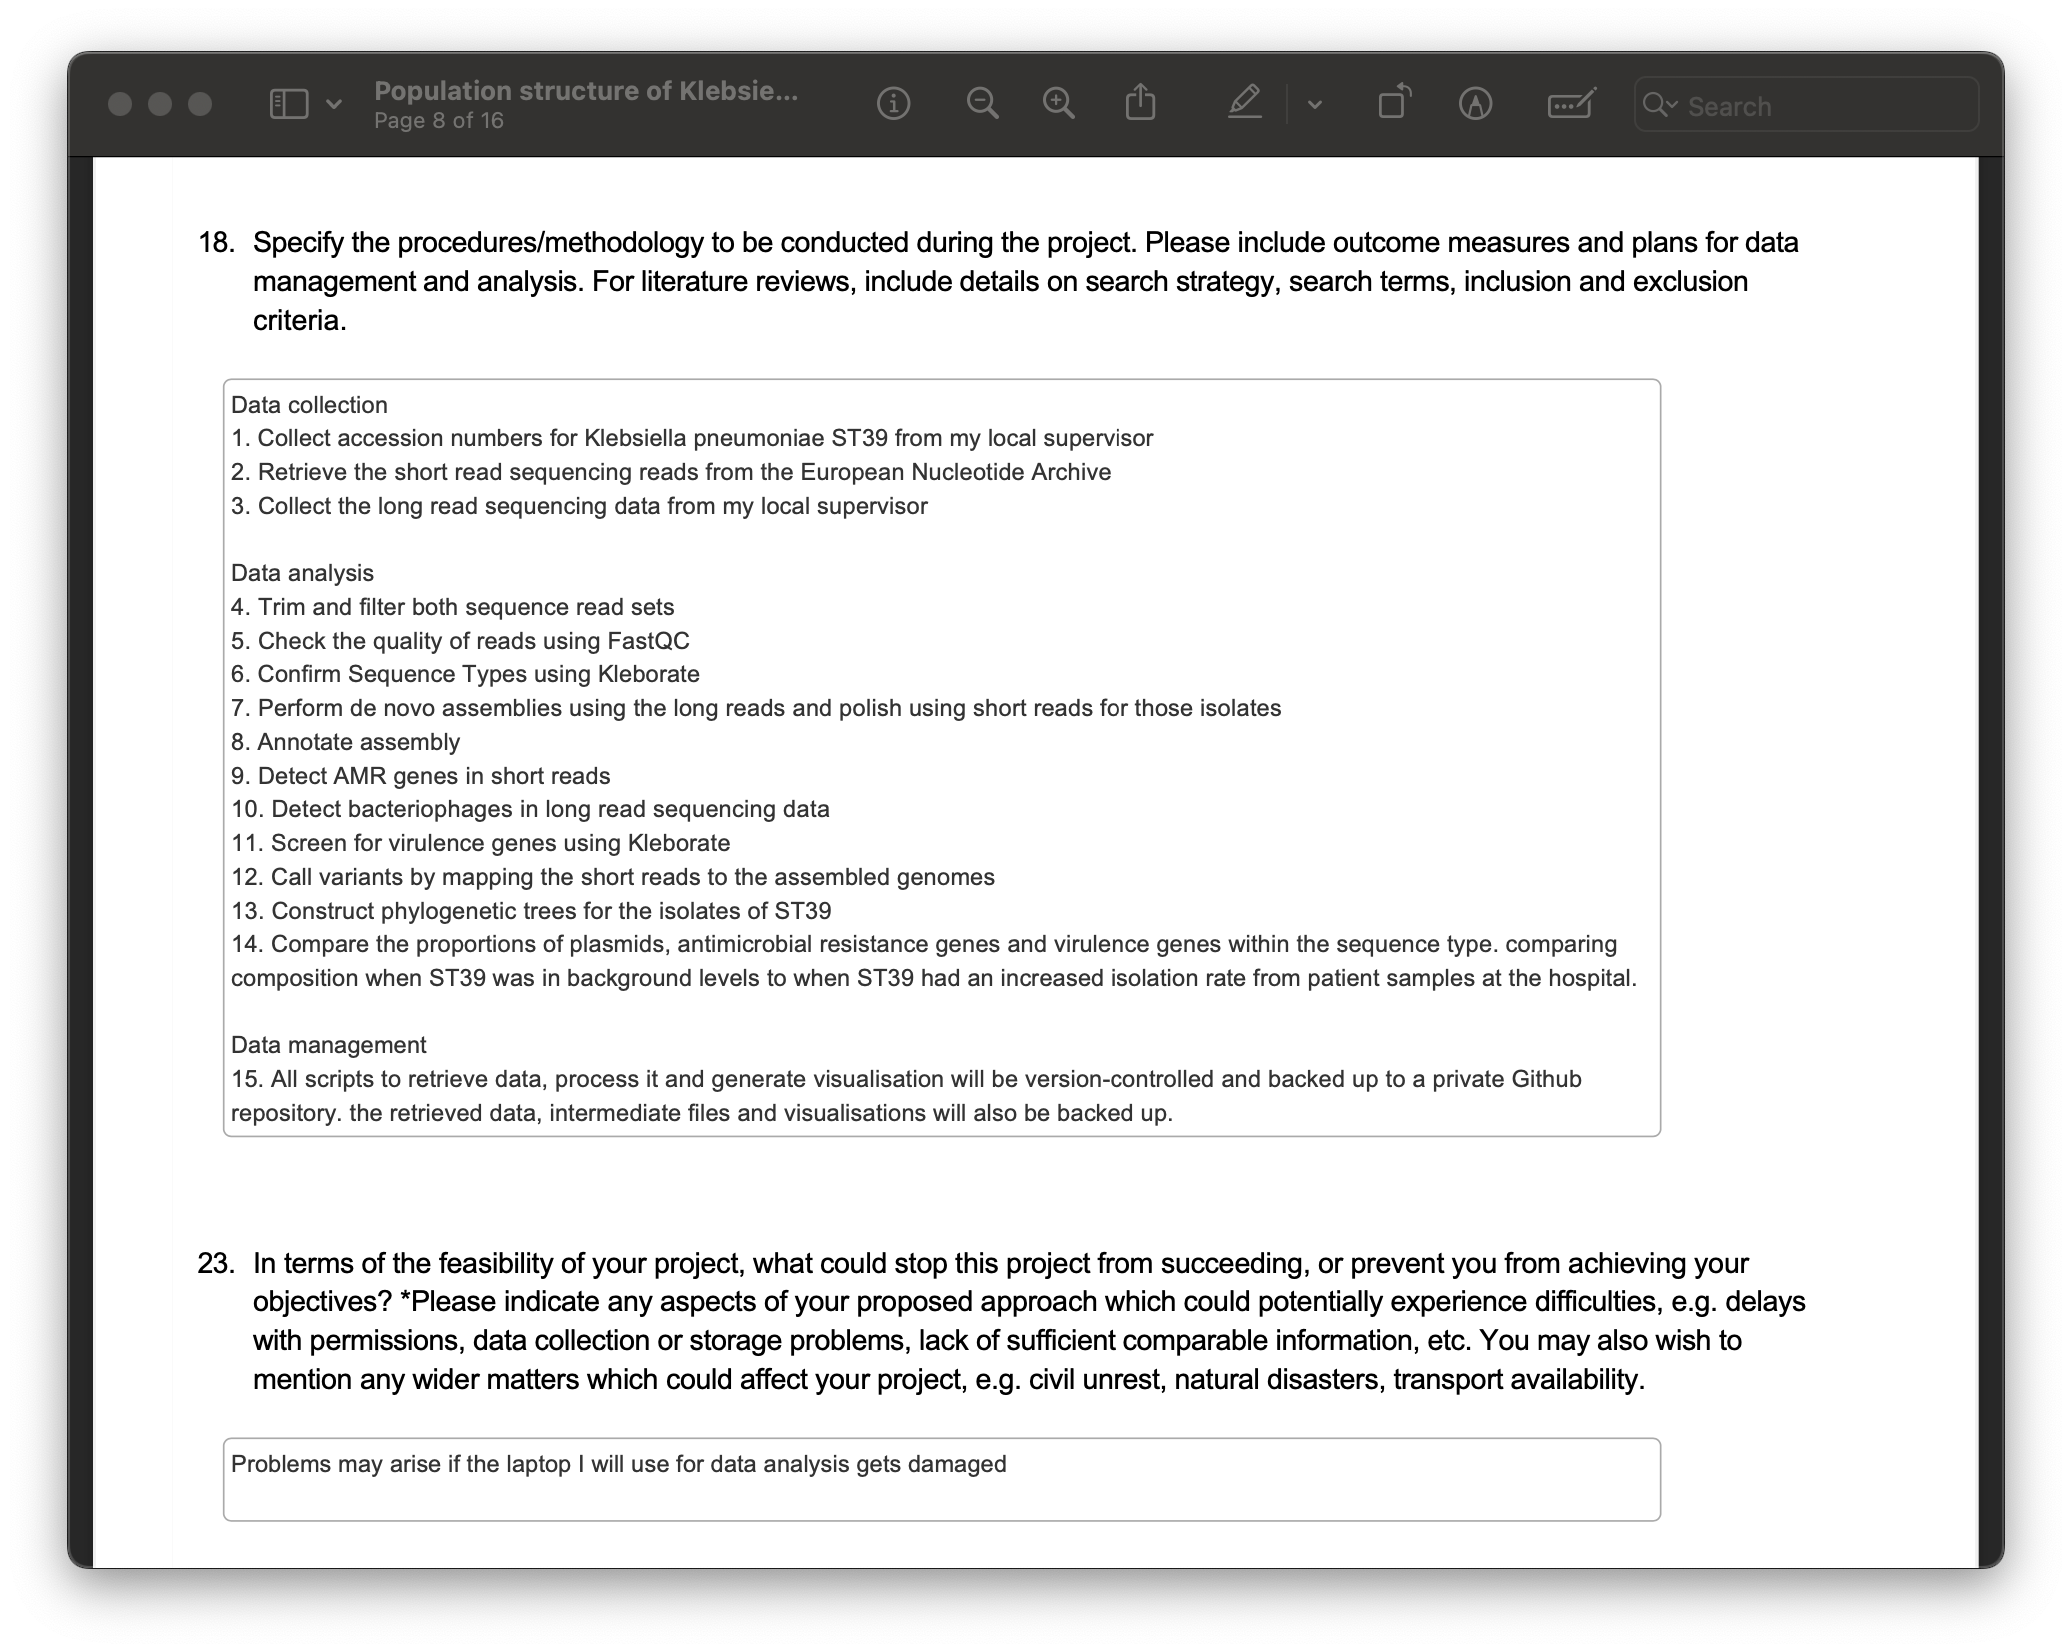 Population structure of Klebsie...
Page 8 of 16
Search
18. Specify the procedures/methodology to be conducted during the project. Please include outcome measures and plans for data
management and analysis. For literature reviews, include details on search strategy, search terms, inclusion and exclusion
criteria.
Data collection
1. Collect accession numbers for Klebsiella pneumoniae ST39 from my local supervisor
2. Retrieve the short read sequencing reads from the European Nucleotide Archive
3. Collect the long read sequencing data from my local supervisor
Data analysis
4. Trim and filter both sequence read sets
5. Check the quality of reads using FastQC
6. Confirm Sequence Types using Kleborate
7. Perform de novo assemblies using the long reads and polish using short reads for those isolates
8. Annotate assembly
9. Detect AMR genes in short reads
10. Detect bacteriophages in long read sequencing data
11. Screen for virulence genes using Kleborate
12. Call variants by mapping the short reads to the assembled genomes
13. Construct phylogenetic trees for the isolates of ST39
14. Compare the proportions of plasmids, antimicrobial resistance genes and virulence genes within the sequence type. comparing
composition when ST39 was in background levels to when ST39 had an increased isolation rate from patient samples at the hospital.
Data management
15. All scripts to retrieve data, process it and generate visualisation will be version-controlled and backed up to a private Github
repository. the retrieved data, intermediate files and visualisations will also be backed up.
23. In terms of the feasibility of your project, what could stop this project from succeeding, or prevent you from achieving your
objectives? *Please indicate any aspects of your proposed approach which could potentially experience difficulties, e.g. delays
with permissions, data collection or storage problems, lack of sufficient comparable information, etc. You may also wish to
mention any wider matters which could affect your project, e.g. civil unrest, natural disasters, transport availability.
Problems may arise if the laptop I will use for data analysis gets damaged